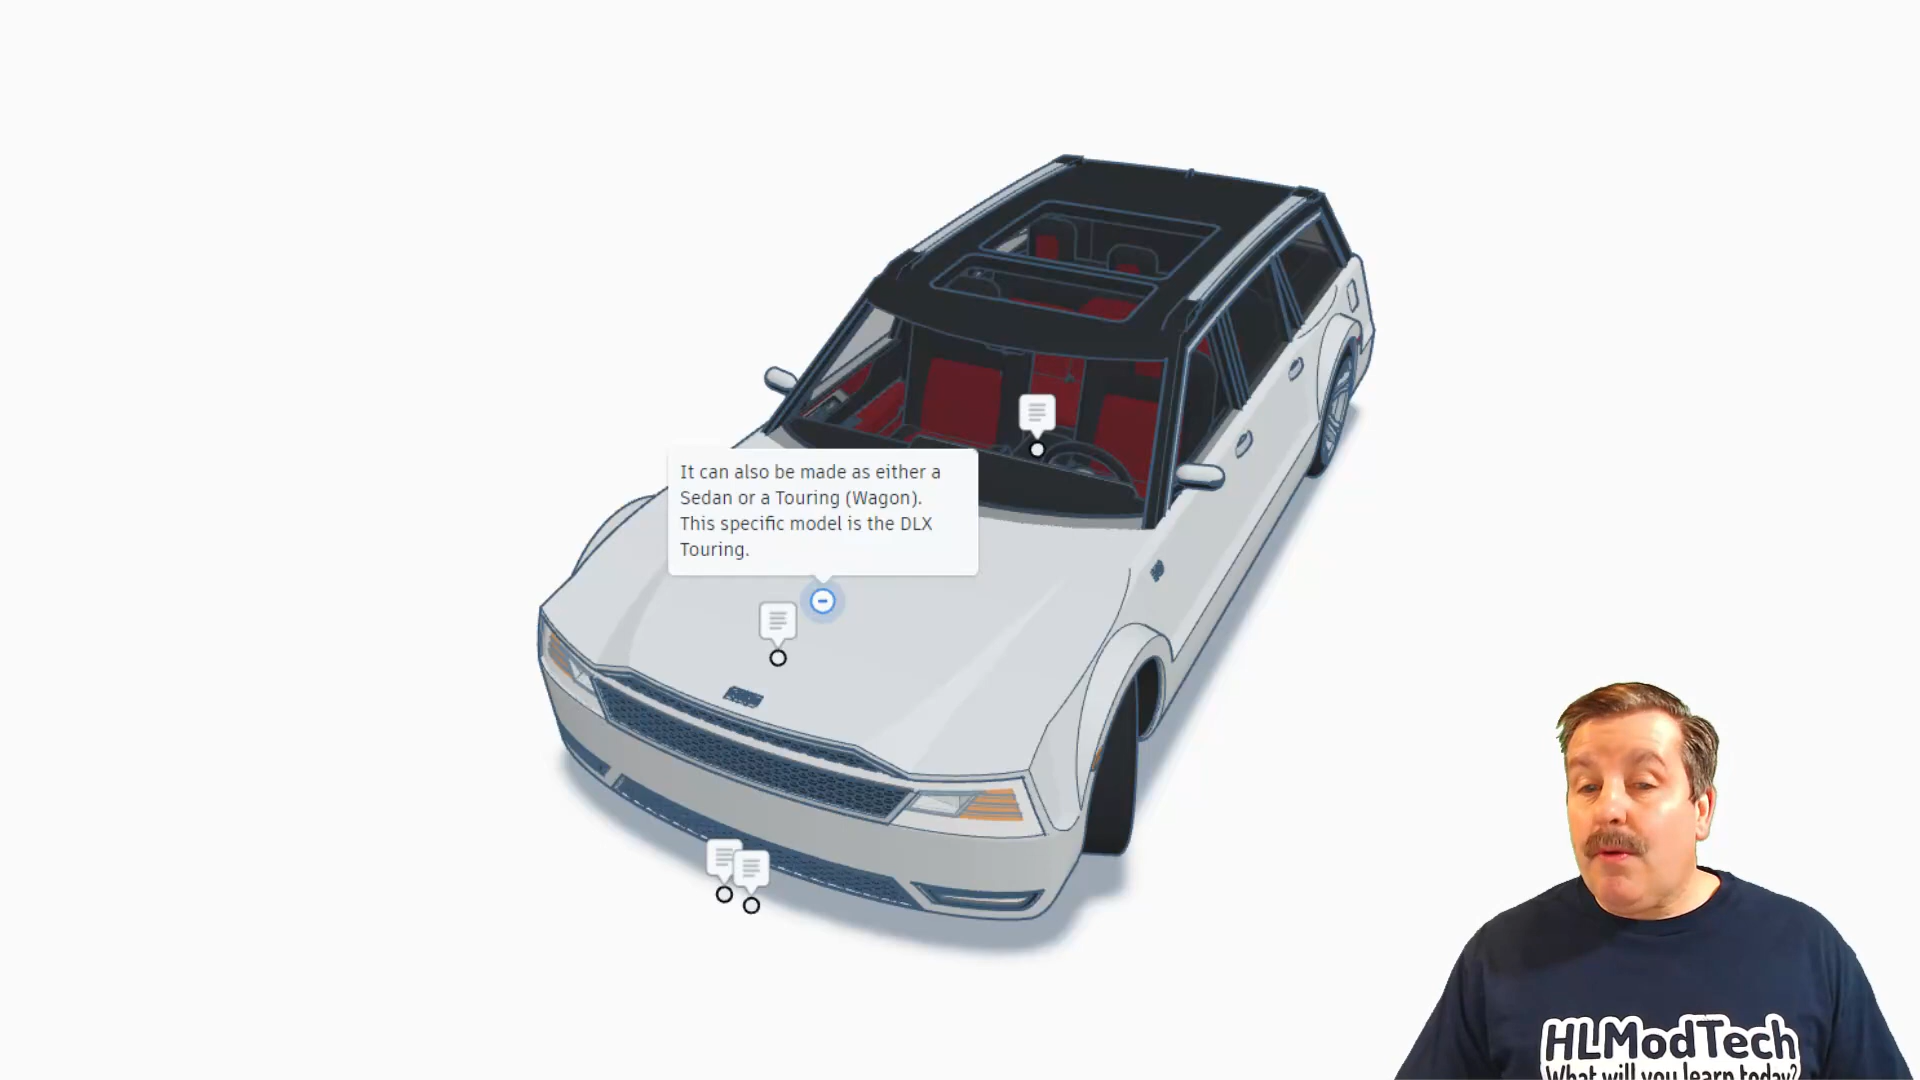 It can also be made as either a
Sedan or a Touring (Wagon).
This specific model is the DLX
Touring.
HLModTech
What will you learn today?